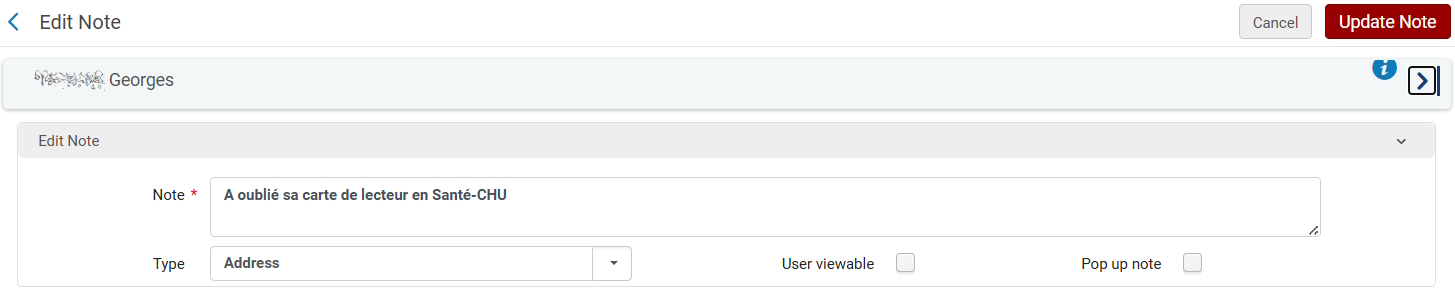 Edit Note
Cancel
Update Note
Georges
Edit Note
Note *
A oublié sa carte de lecteur en Santé-CHU
Type
Address
User viewable
Pop up note